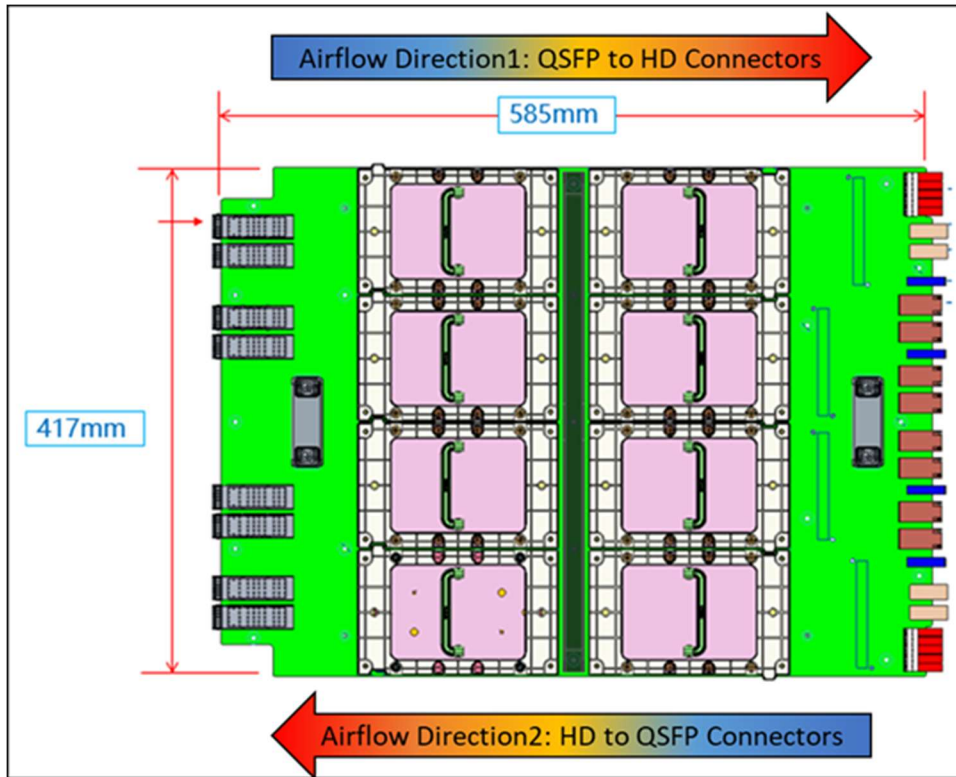 Airflow Direction1: QSFP to HD Connectors
585mm
417mm
Airflow Direction2: HD to QSFP Connectors